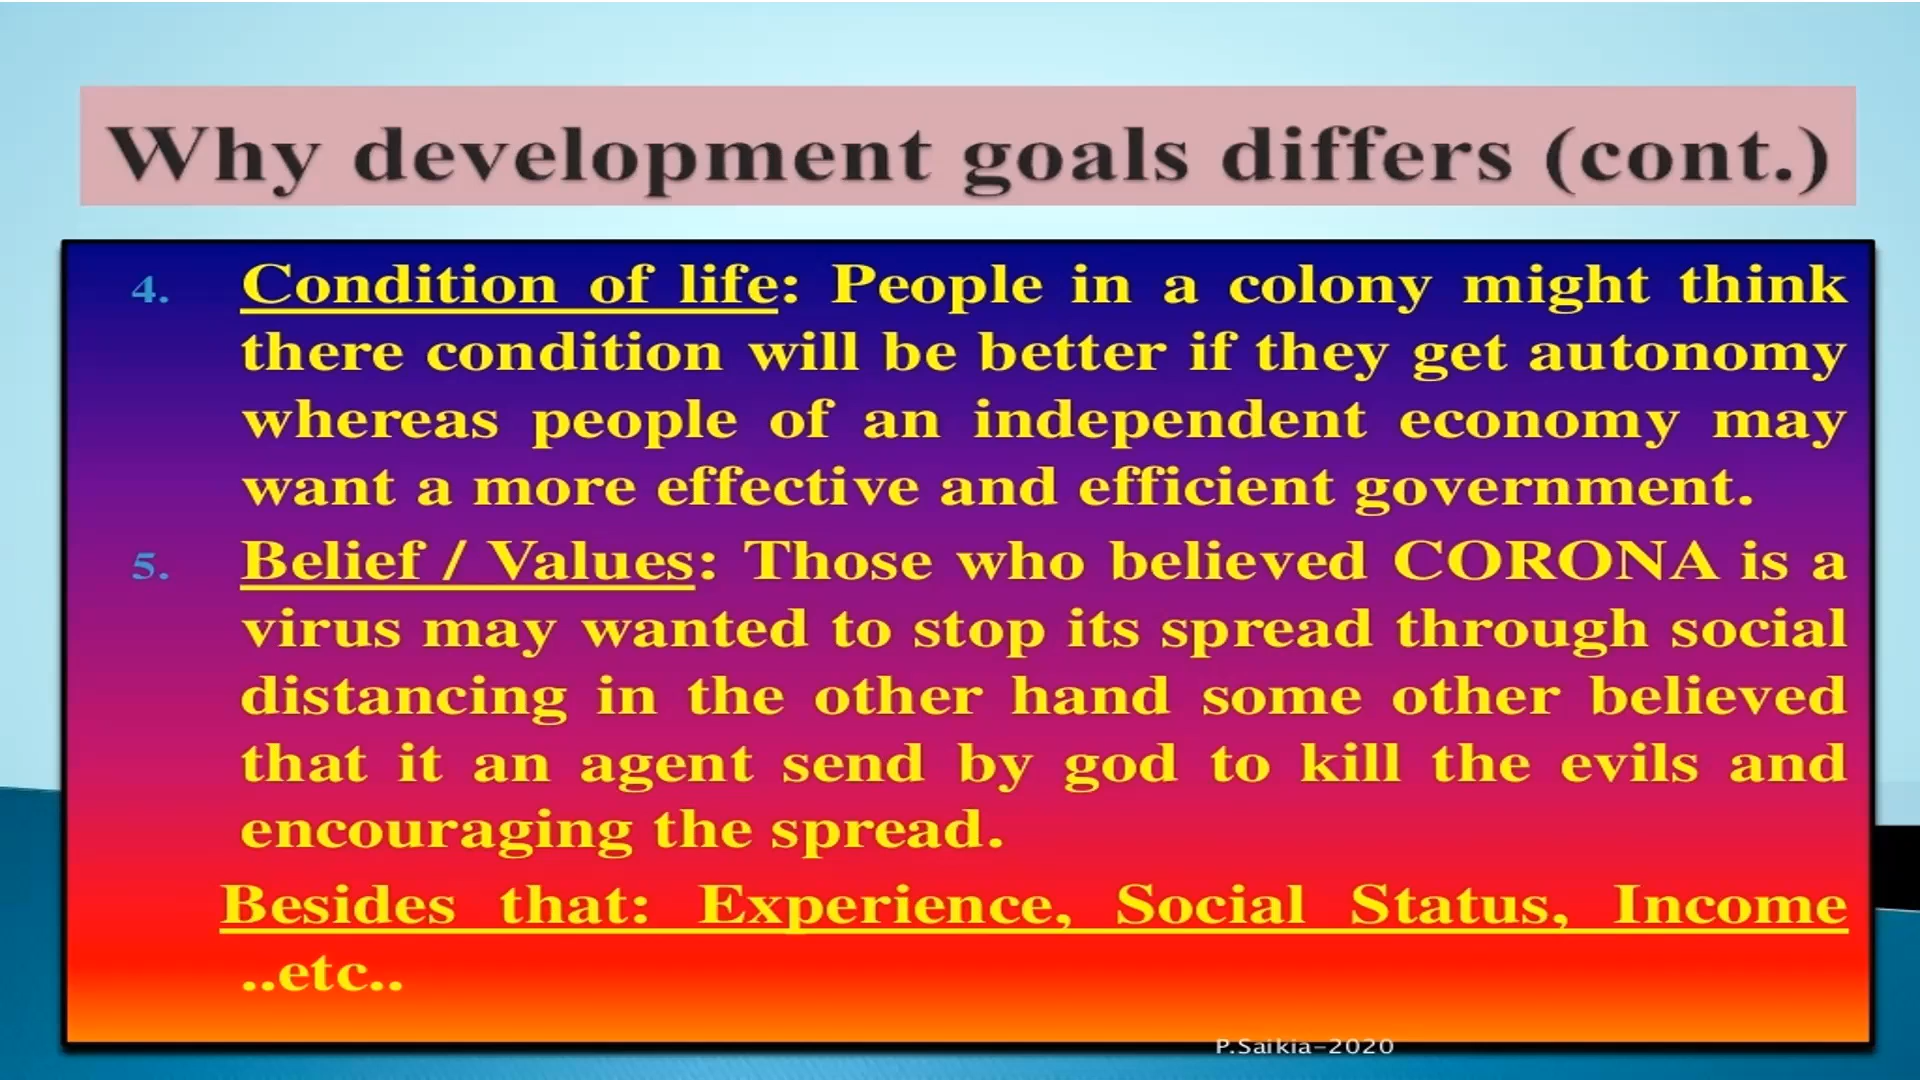 Why development goals differs (cont.)
4. Condition of life: People in a colony might think
there condition will be better if they get autonomy
whereas people of an independent economy may
want a more effective and efficient government.
5. Belief / Values: Those who believed CORONA is a
virus may wanted to stop its spread through social
distancing in the other hand some other believed
that it an agent send by god to kill the evils and
encouraging the spread.
Besides that: Experience, Social Status, Income
..etc..
P.Saikia-2020